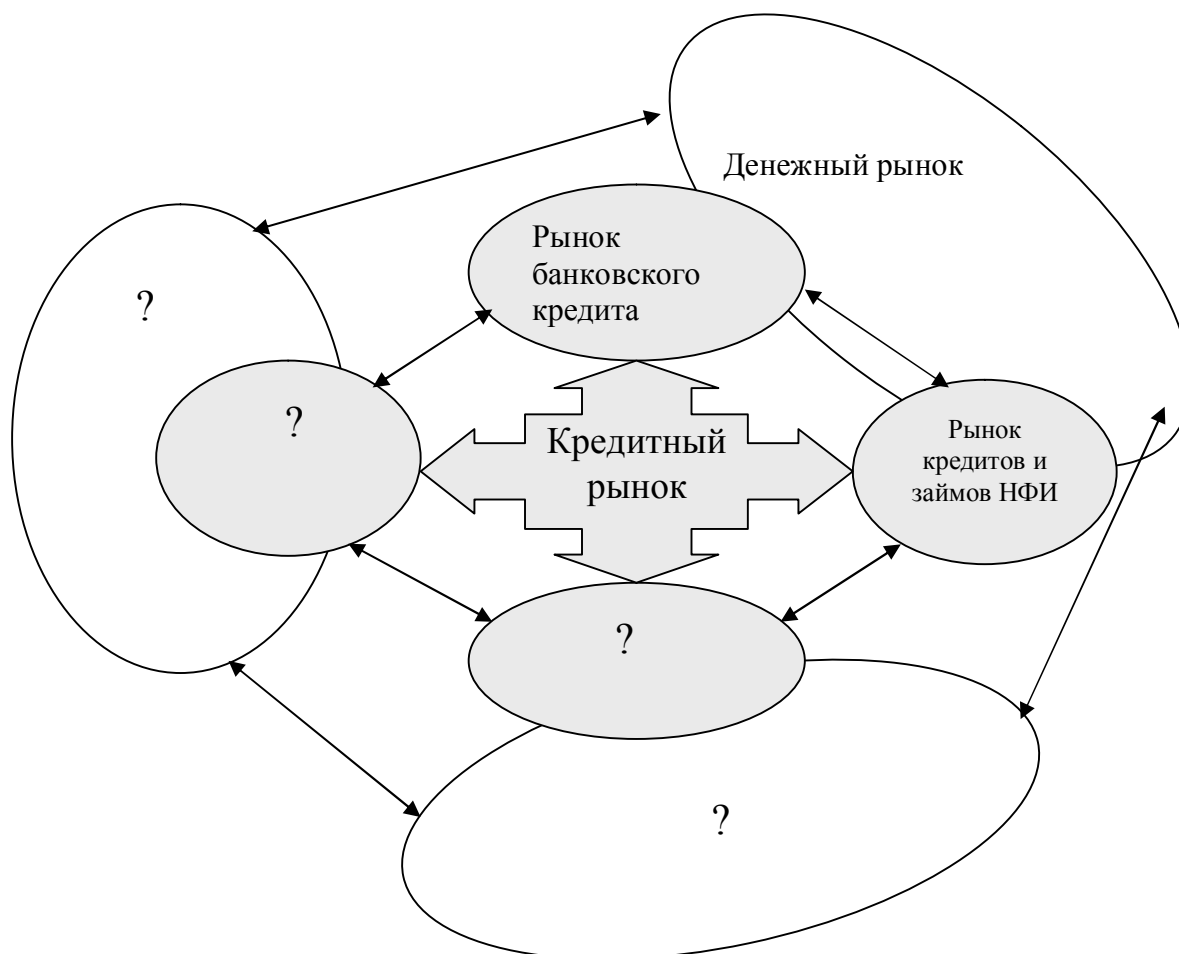 Денежный рынок
Рынок
банковского
кредита
?
?
Кредитный
рынок
Рынок
кредитов и
займов НФИ
?
?